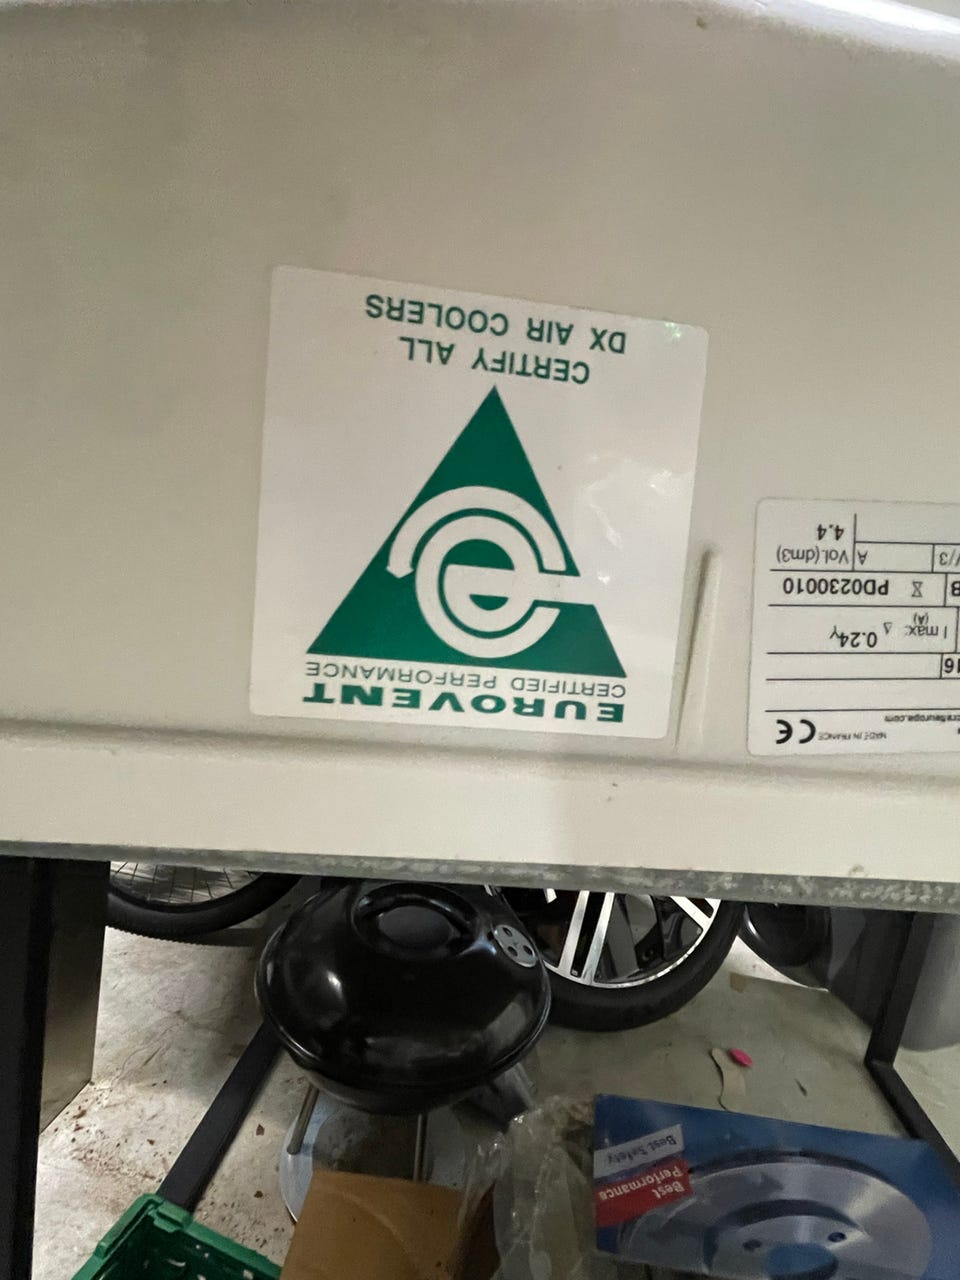 EUROVENT
CERTIFIED PERFORMANCE
e
CERTIFY ALL
DX AIR COOLERS
MADE IN FRANCE CE
I max: 0.24
(A)
PD0230010
Vol.(dm3)
A
4.4
Best Safety
Best
Performance